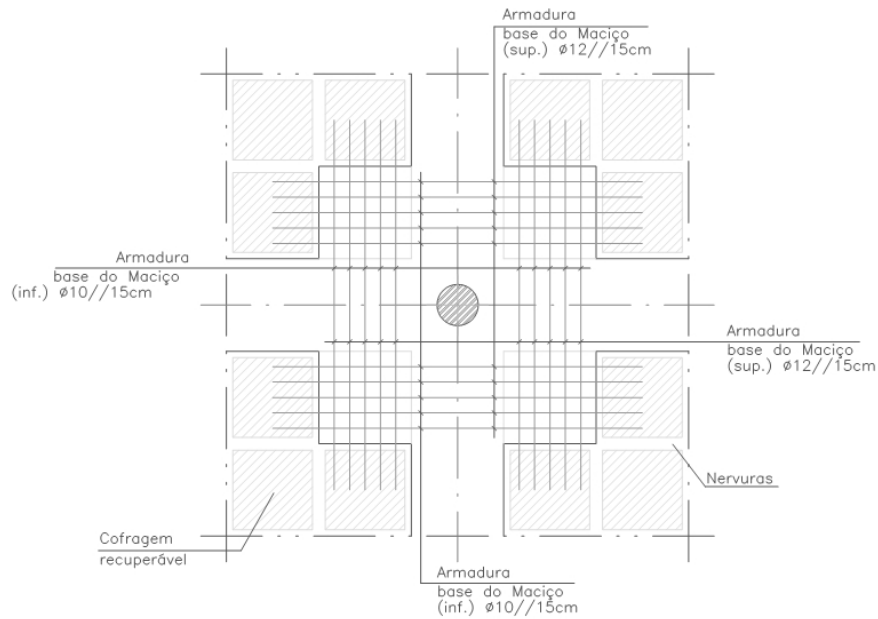 Armadura
base do Maciço
(sup.) ø12//15cm
Armadura
base do Maciço
(inf.) ø10//15cm
Armadura
base do Maciço
(sup.) ø12//15cm
Nervuras
Cofragem
recuperável
Armadura
base do Maciço
(inf.) ø10//15cm